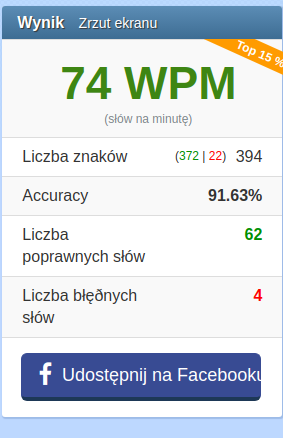 Wynik Zrzut ekranu
Top 15 %
74 WPM
(słów na minutę)
Liczba znaków (372 | 22) 394
Accuracy 91.63%
Liczba 62
poprawnych słów
Liczba błęðnych 4
słów
Udostępnij na Facebooku